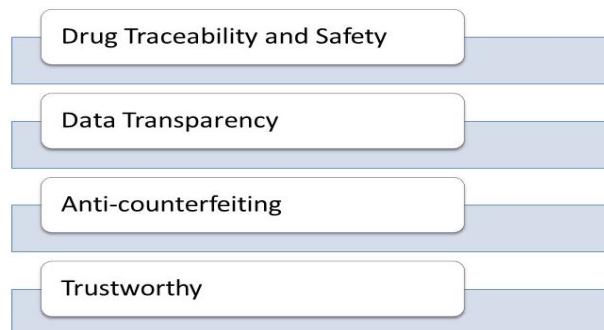 Drug Traceability and Safety
Data Transparency
Anti-counterfeiting
Trustworthy